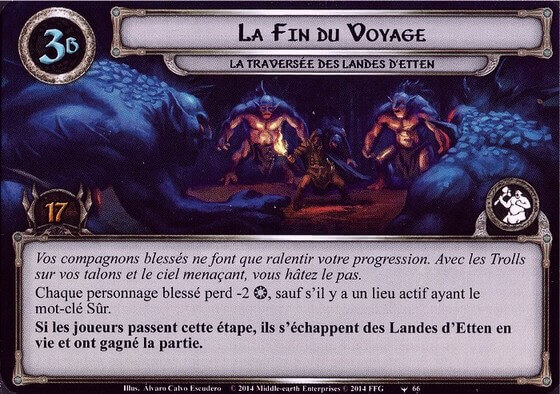 3B
LA FIN DU VOYAGE
LA TRAVERSÉE DES LANDES D'ETTEN
17
Vos compagnons blessés ne font que ralentir votre progression. Avec les Trolls
sur vos talons et le ciel menaçant, vous hâtez le pas.
Chaque personnage blessé perd -2 , sauf s'il y a un lieu actif ayant le
mot-clé Sûr.
Si les joueurs passent cette étape, ils s'échappent des Landes d'Etten en
vie et ont gagné la partie.
Illus. Álvaro Calvo Escudero © 2014 Middle-earth Enterprises © 2014 FFG 66